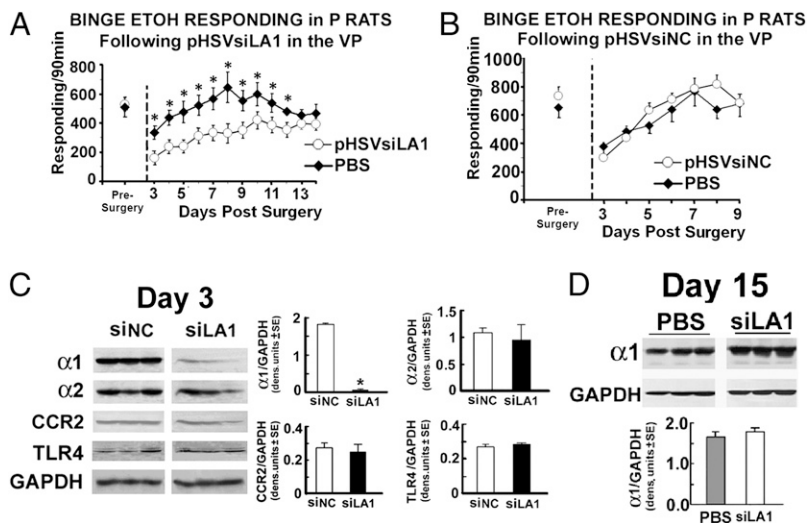 A
BINGE ETOH RESPONDING in P RATS
Following pHSVsiLA1 in the VP
Responding/90min
800
600
400
200
0
* * * * * * * * * *
pHSVsiLA1
PBS
Pre-
Surgery
3 5 7 9 11 13
Days Post Surgery
B
BINGE ETOH RESPONDING in P RATS
Following pHSVsiNC in the VP
Responding/90min
1000
800
600
400
200
0
pHSVsiNC
PBS
Pre-
Surgery
3 5 7 9
Days Post Surgery
C
Day 3
siNC siLA1
α1
α2
CCR2
TLR4
GAPDH
α1/GAPDH
(dens.units ±SE)
2
1.5
1
0.5
0
*
siNC siLA1
α2/GAPDH
(dens.units ±SE)
1.5
1
0.5
0
siNC siLA1
CCR2/GAPDH
(dens.units±SE)
0.4
0.2
0
siNC siLA1
TLR4/GAPDH
(dens.units±SE)
0.4
0.2
0
siNC siLA1
D
Day 15
PBS siLA1
α1
GAPDH
α1/GAPDH
(dens, units ±SE)
2.0
1.0
0
PBS siLA1